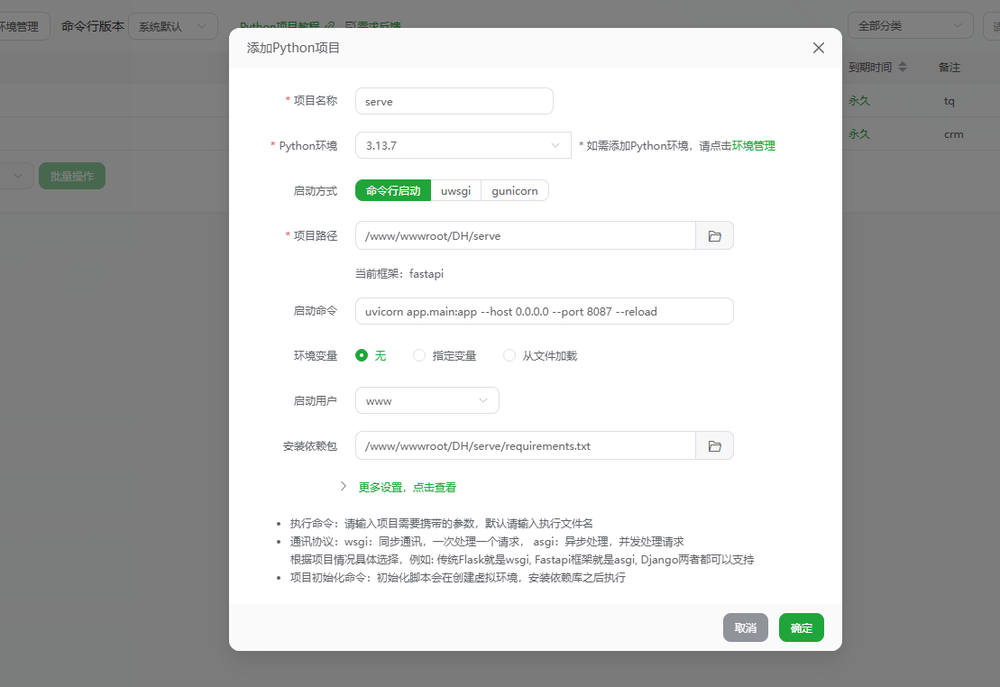 环境管理 命令行版本 系统默认 Python项目教程 需求反馈 全部分类
添加Python项目
到期时间 备注
* 项目名称 serve
永久 tq
* Python环境 3.13.7 * 如需添加Python环境，请点击环境管理
永久 crm
批量操作
启动方式 命令行启动 uwsgi gunicorn
* 项目路径 /www/wwwroot/DH/serve
当前框架：fastapi
启动命令 uvicorn app.main:app --host 0.0.0.0 --port 8087 --reload
环境变量 无 指定变量 从文件加载
启动用户 www
安装依赖包 /www/wwwroot/DH/serve/requirements.txt
更多设置，点击查看
执行命令：请输入项目需要携带的参数，默认请输入执行文件名
通讯协议：wsgi：同步通讯，一次处理一个请求， asgi：异步处理，并发处理请求
根据项目情况具体选择，例如: 传统Flask就是wsgi, Fastapi框架就是asgi, Django两者都可以支持
项目初始化命令：初始化脚本会在创建虚拟环境，安装依赖库之后执行
取消 确定